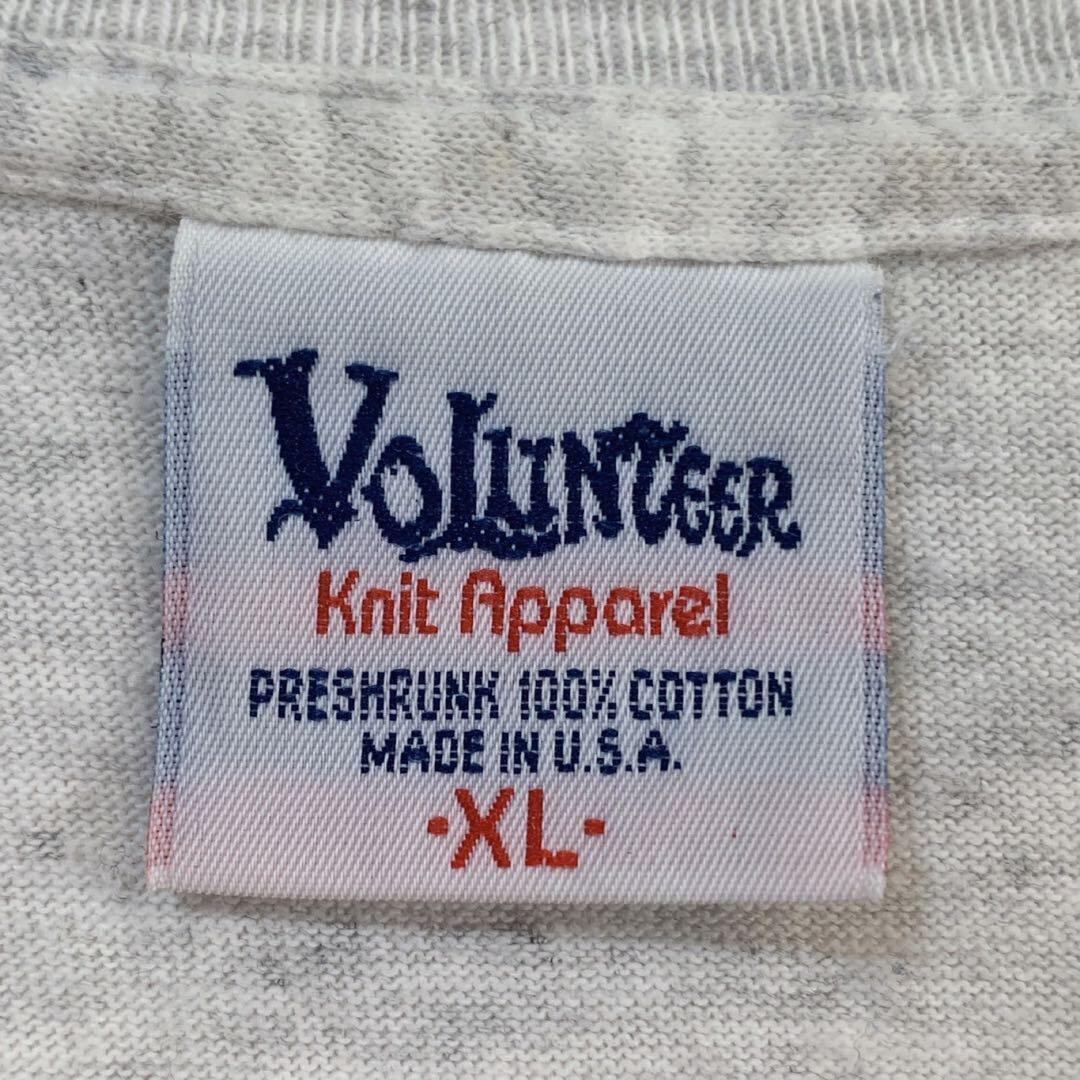 VOLUNTEER
Knit Apparel
PRESHRUNK 100% COTTON
MADE IN U.S.A.
·XL·